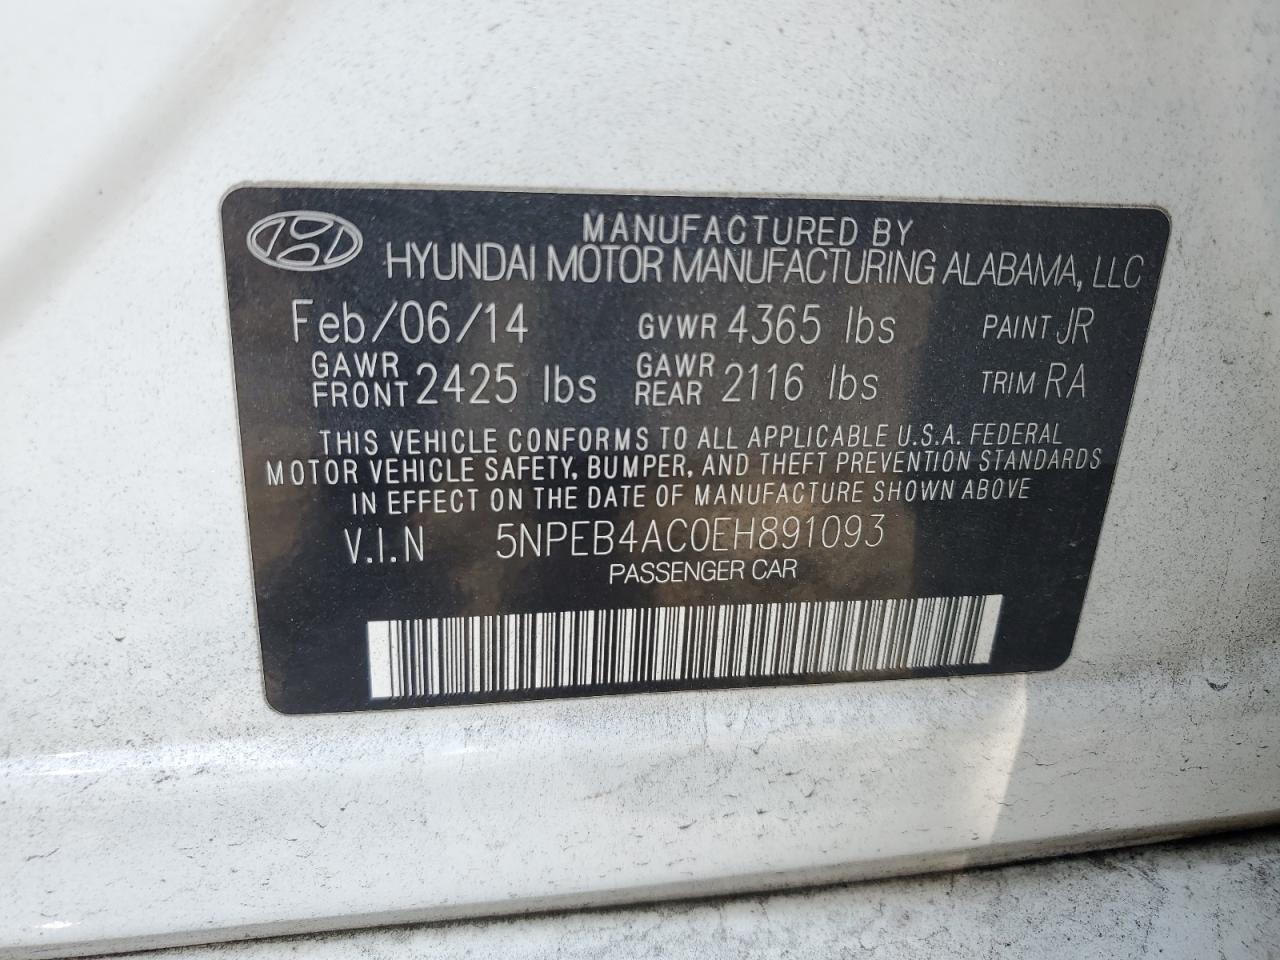 MANUFACTURED BY
HYUNDAI MOTOR MANUFACTURING ALABAMA, LLC
Feb/06/14 GVWR 4365 lbs PAINT JR
GAWR FRONT 2425 lbs GAWR REAR 2116 lbs TRIM RA
THIS VEHICLE CONFORMS TO ALL APPLICABLE U.S.A. FEDERAL
MOTOR VEHICLE SAFETY, BUMPER, AND THEFT PREVENTION STANDARDS
IN EFFECT ON THE DATE OF MANUFACTURE SHOWN ABOVE
V.I.N 5NPEB4AC0EH891093
PASSENGER CAR